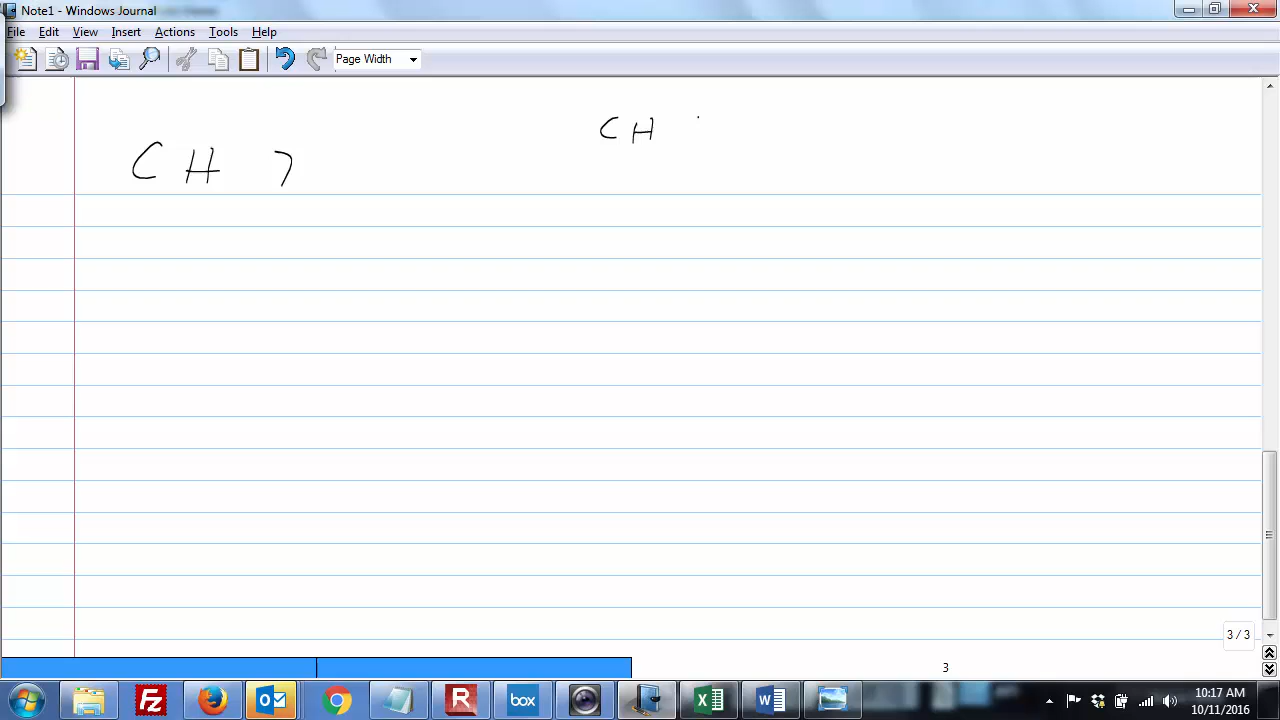 Note1 - Windows Journal
File Edit View Insert Actions Tools Help
Page Width
CH
CH 7
3 / 3
3
box
10:17 AM
10/11/2016